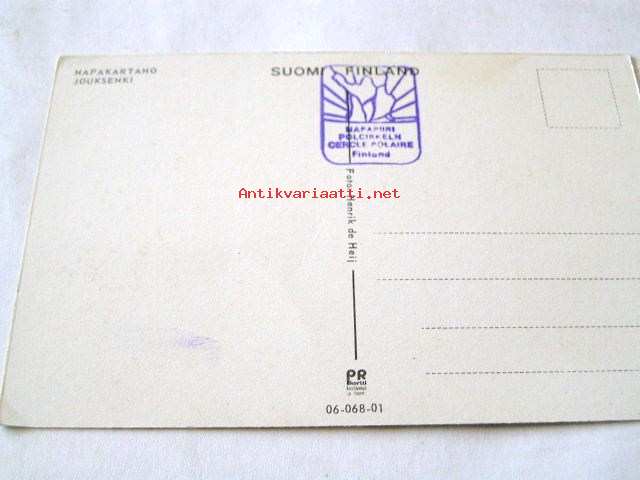 NAPAKARTANO
JOUKSENKI
SUOMI FINLAND
NAPAPIIRI
POLCIRKELN
CERCLE POLAIRE
Finland
Antikvariaatti.net
Foto: Henrik de Heij
PR
06-068-01